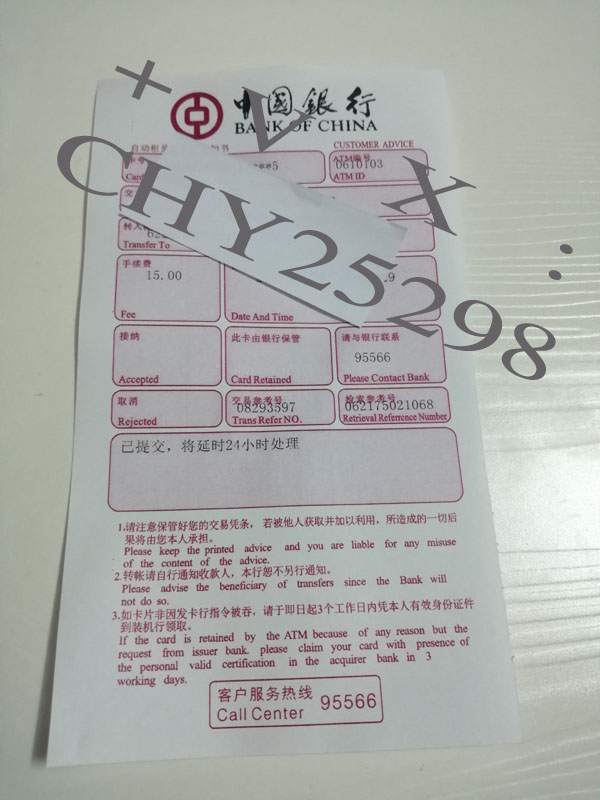 中国銀行
BANK OF CHINA
CUSTOMER ADVICE
ATM编号
0610103
ATM ID
**5
+VX:
CHY25298
Transfer To
手续费
15.00
Fee
Date And Time
接纳
Accepted
此卡由银行保管
Card Retained
请与银行联系
95566
Please Contact Bank
取消
Rejected
交易参考号
08293597
Trans Refer NO.
检索参考号
062175021068
Retrieval Referrence Number
已提交，将延时24小时处理
1.请注意保管好您的交易凭条，若被他人获取并加以利用，所造成的一切后
果将由您本人承担。
Please keep the printed advice and you are liable for any misuse
of the content of the advice.
2.转帐请自行通知收款人，本行恕不另行通知。
Please advise the beneficiary of transfers since the Bank will
not do so.
3.如卡片非因发卡行指令被吞，请于即日起3个工作日内凭本人有效身份证件
到装机行领取。
If the card is retained by the ATM because of any reason but the
request from issuer bank. please claim your card with presence of
the personal valid certification in the acquirer bank in 3
working days.
客户服务热线
Call Center
95566